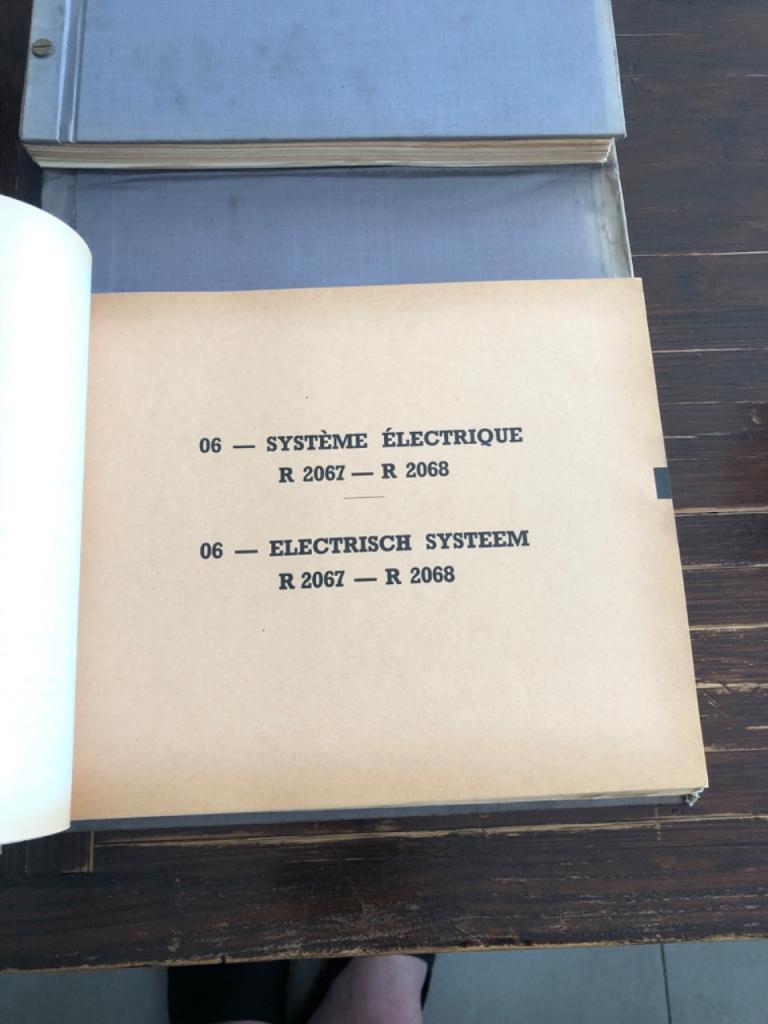 06 — SYSTÈME ÉLECTRIQUE
R 2067 — R 2068
06 — ELECTRISCH SYSTEEM
R 2067 — R 2068